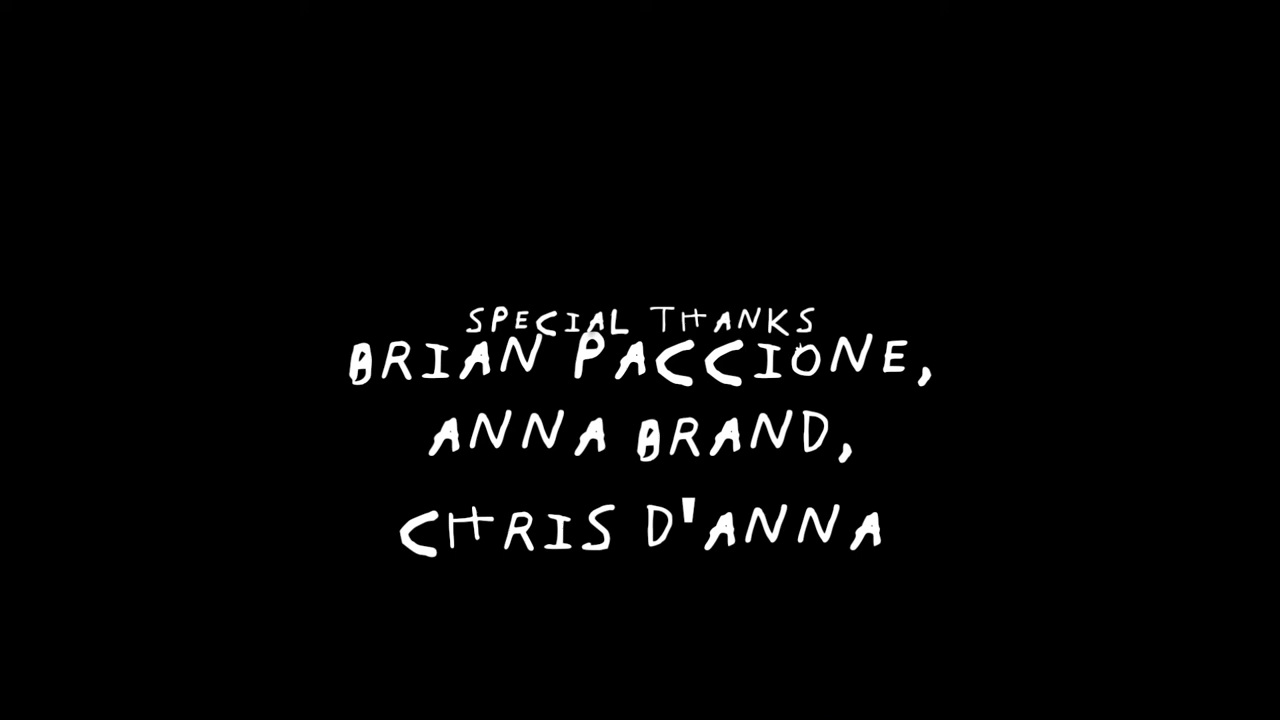 SPECIAL THANKS
BRIAN PACCIONE,
ANNA BRAND,
CHRIS D'ANNA